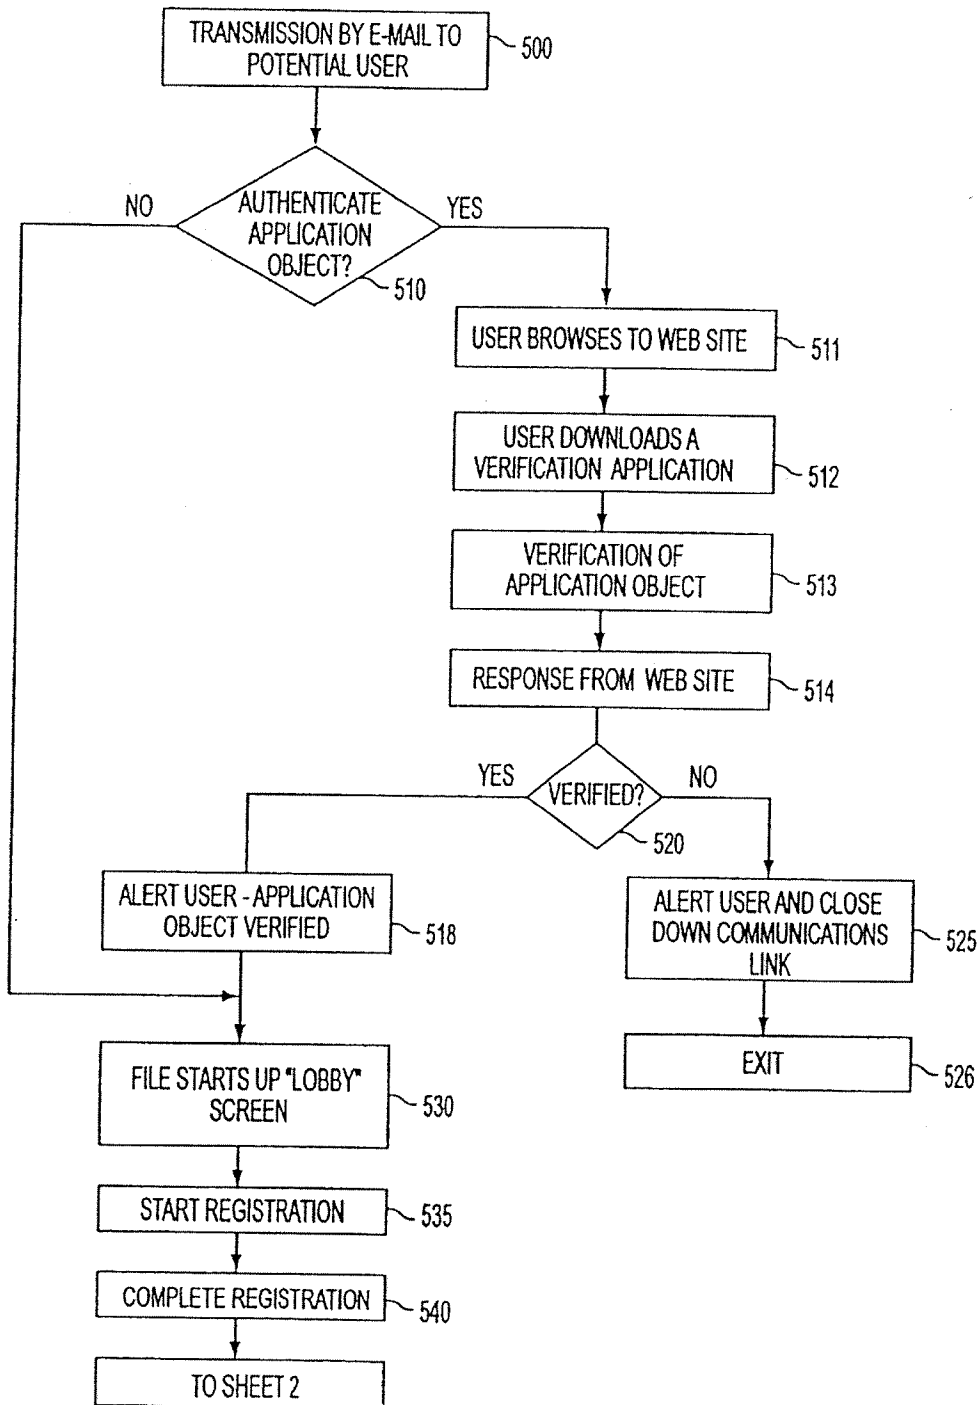 TRANSMISSION BY E-MAIL TO
POTENTIAL USER
500
NO
AUTHENTICATE
APPLICATION
OBJECT?
YES
510
USER BROWSES TO WEB SITE
511
USER DOWNLOADS A
VERIFICATION APPLICATION
512
VERIFICATION OF
APPLICATION OBJECT
513
RESPONSE FROM WEB SITE
514
YES
VERIFIED?
NO
520
ALERT USER - APPLICATION
OBJECT VERIFIED
518
ALERT USER AND CLOSE
DOWN COMMUNICATIONS
LINK
525
EXIT
526
FILE STARTS UP "LOBBY"
SCREEN
530
START REGISTRATION
535
COMPLETE REGISTRATION
540
TO SHEET 2